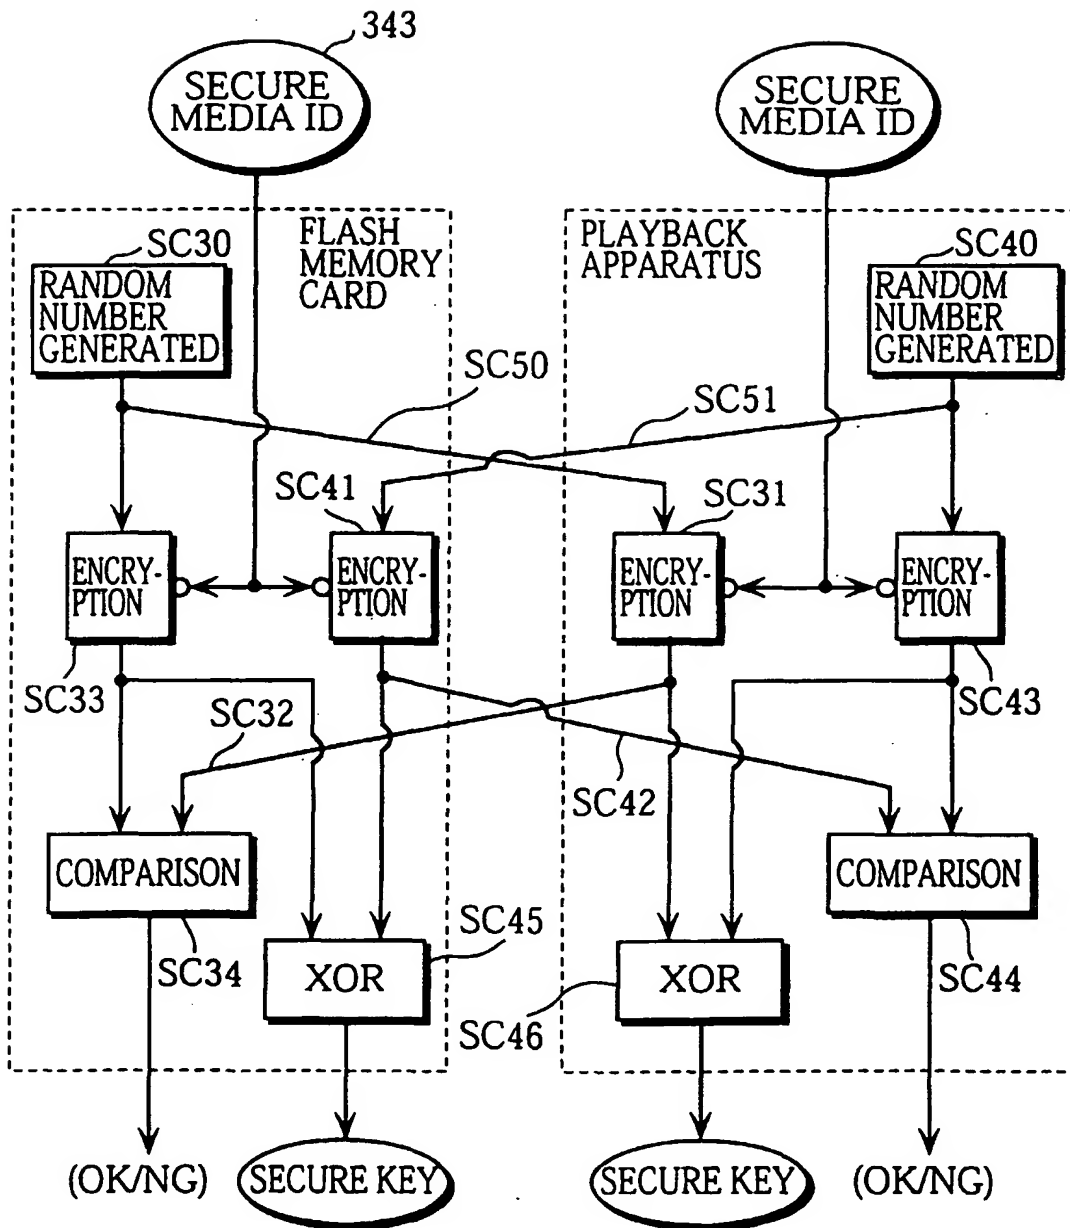 343
SECURE
MEDIA ID
SECURE
MEDIA ID
SC30
FLASH
MEMORY
CARD
PLAYBACK
APPARATUS
SC40
RANDOM
NUMBER
GENERATED
RANDOM
NUMBER
GENERATED
SC50
SC51
SC41
SC31
ENCRY-
PTION
ENCRY-
PTION
ENCRY-
PTION
ENCRY-
PTION
SC33
SC32
SC42
SC43
COMPARISON
COMPARISON
SC34
SC45
XOR
XOR
SC46
SC44
(OK/NG)
SECURE KEY
SECURE KEY
(OK/NG)